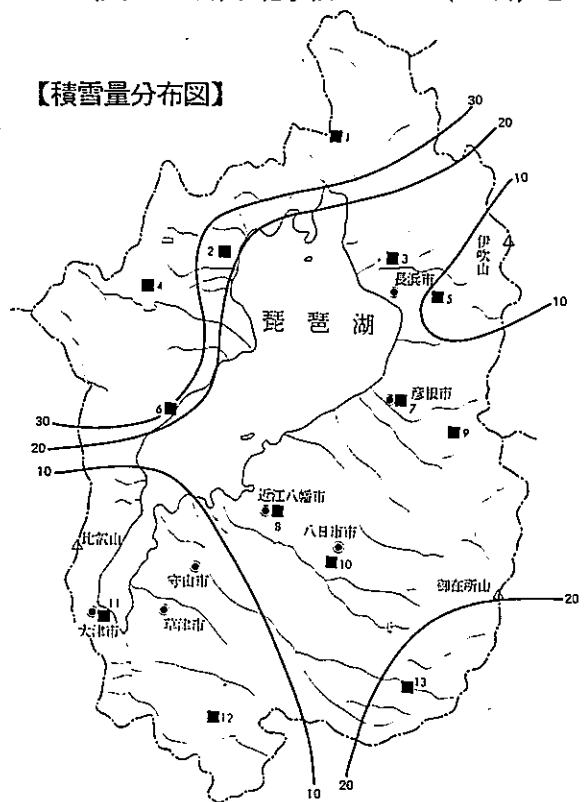 【積雪量分布図】
30
20
10
1
2
3
長浜市
伊吹山
4
5
10
琵琶湖
6
彦根市
7
9
30
20
10
近江八幡市
8
八日市市
10
比叡山
守山市
御在所山
20
11
大津市
草津市
13
12
10
20